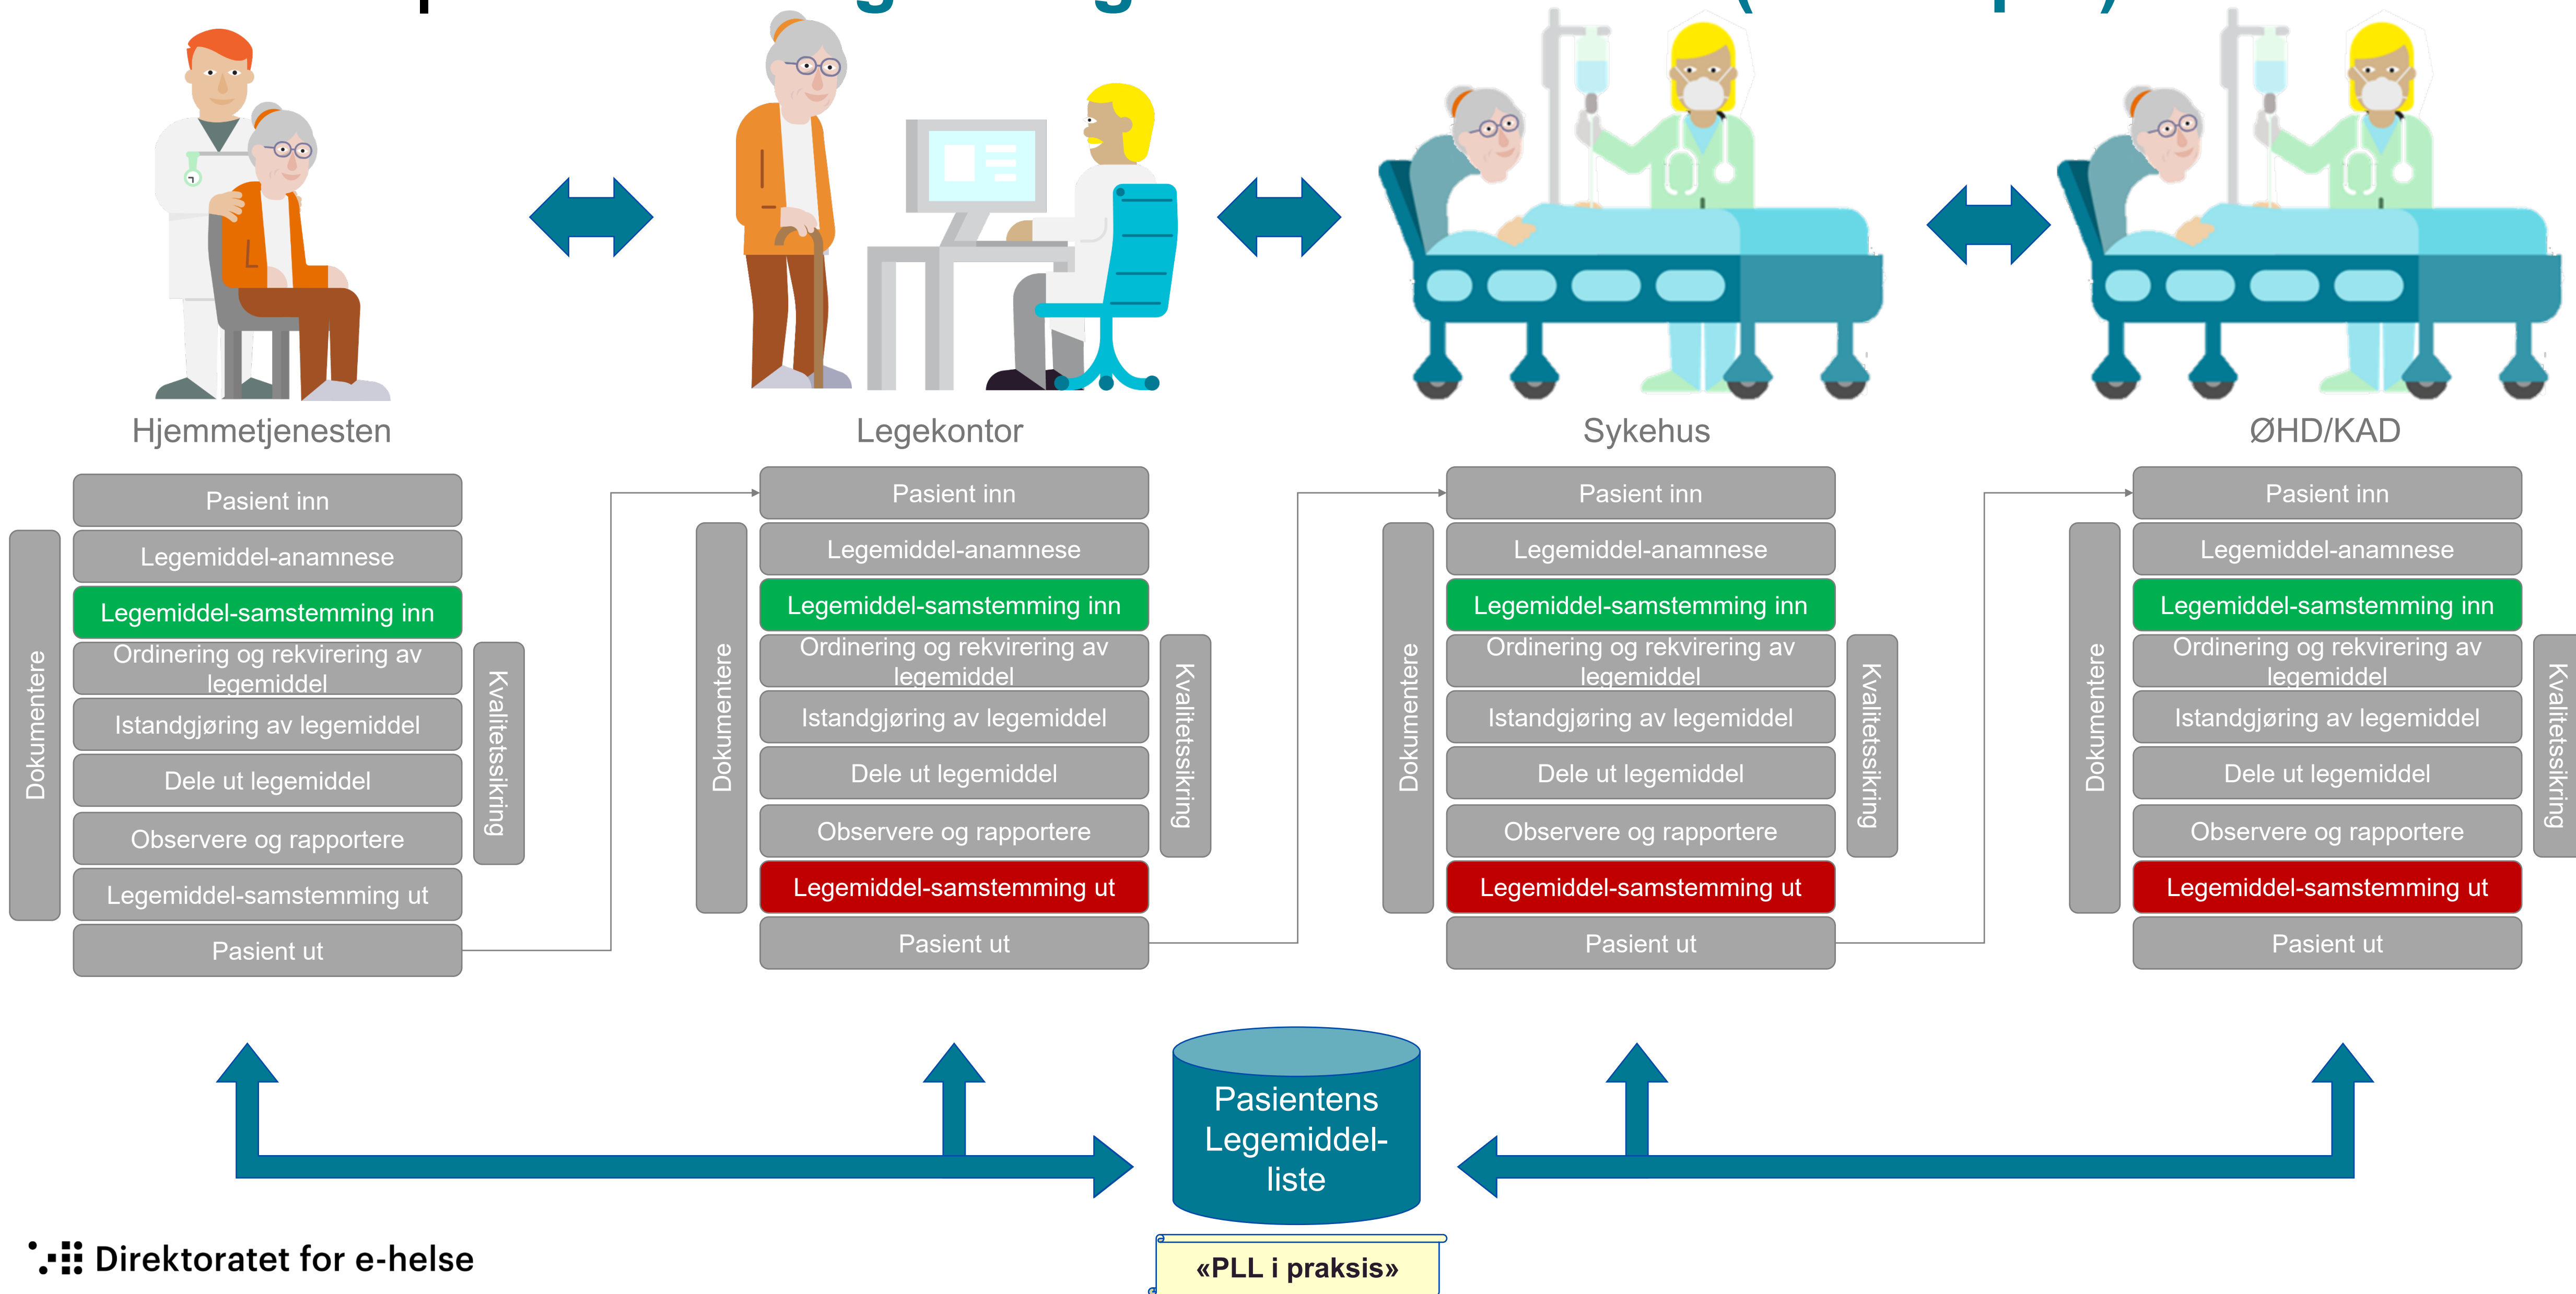 Hjemmetjenesten
Pasient inn
Legemiddel-anamnese
Legemiddel-samstemming inn
Ordinering og rekvirering av
legemiddel
Istandgjøring av legemiddel
Dele ut legemiddel
Observere og rapportere
Legemiddel-samstemming ut
Pasient ut
Dokumentere
Kvalitetssikring
Legekontor
Pasient inn
Legemiddel-anamnese
Legemiddel-samstemming inn
Ordinering og rekvirering av
legemiddel
Istandgjøring av legemiddel
Dele ut legemiddel
Observere og rapportere
Legemiddel-samstemming ut
Pasient ut
Dokumentere
Kvalitetssikring
Sykehus
Pasient inn
Legemiddel-anamnese
Legemiddel-samstemming inn
Ordinering og rekvirering av
legemiddel
Istandgjøring av legemiddel
Dele ut legemiddel
Observere og rapportere
Legemiddel-samstemming ut
Pasient ut
Dokumentere
Kvalitetssikring
ØHD/KAD
Pasient inn
Legemiddel-anamnese
Legemiddel-samstemming inn
Ordinering og rekvirering av
legemiddel
Istandgjøring av legemiddel
Dele ut legemiddel
Observere og rapportere
Legemiddel-samstemming ut
Pasient ut
Dokumentere
Kvalitetssikring
Pasientens
Legemiddel-
liste
«PLL i praksis»
Direktoratet for e-helse